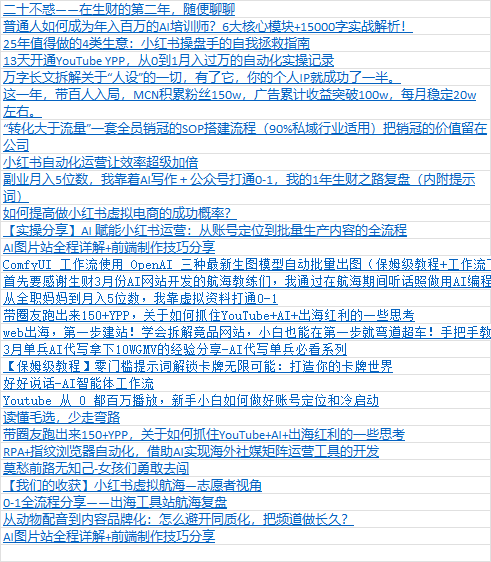 二十不惑——在生财的第二年，随便聊聊
普通人如何成为年入百万的AI培训师？6大核心模块+15000字实战解析！
25年值得做的4类生意：小红书操盘手的自我拯救指南
13天开通YouTube YPP，从0到1月入过万的自动化实操记录
万字长文拆解关于“人设”的一切，有了它，你的个人IP就成功了一半。
这一年，带百人入局，MCN积累粉丝150w，广告累计收益突破100w，每月稳定20w
左右。
“转化大于流量”一套全员销冠的SOP搭建流程（90%私域行业适用）把销冠的价值留在
公司
小红书自动化运营让效率超级加倍
副业月入5位数，我靠着AI写作＋公众号打通0-1，我的1年生财之路复盘（内附提示
词）
如何提高做小红书虚拟电商的成功概率？
【实操分享】AI 赋能小红书运营：从账号定位到批量生产内容的全流程
AI图片站全程详解+前端制作技巧分享
ComfyUI 工作流使用 OpenAI 三种最新生图模型自动批量出图（保姆级教程+工作流
首先要感谢生财3月份AI网站开发的航海教练们，我通过在航海期间听话照做用AI编程
从全职妈妈到月入5位数，我靠虚拟资料打通0-1
带圈友跑出来150+YPP，关于如何抓住YouTube+AI+出海红利的一些思考
web出海，第一步建站！学会拆解竞品网站，小白也能在第一步就弯道超车！手把手教
3月单兵AI代写拿下10WGMV的经验分享-AI代写单兵必看系列
【保姆级教程】零门槛提示词解锁卡牌无限可能：打造你的卡牌世界
好好说话-AI智能体工作流
Youtube 从 0 都百万播放，新手小白如何做好账号定位和冷启动
读懂毛选，少走弯路
带圈友跑出来150+YPP，关于如何抓住YouTube+AI+出海红利的一些思考
RPA+指纹浏览器自动化，借助AI实现海外社媒矩阵运营工具的开发
莫愁前路无知己-女孩们勇敢去闯
【我们的收获】小红书虚拟航海—志愿者视角
0-1全流程分享——出海工具站航海复盘
从动物配音到内容品牌化：怎么避开同质化，把频道做长久？
AI图片站全程详解+前端制作技巧分享